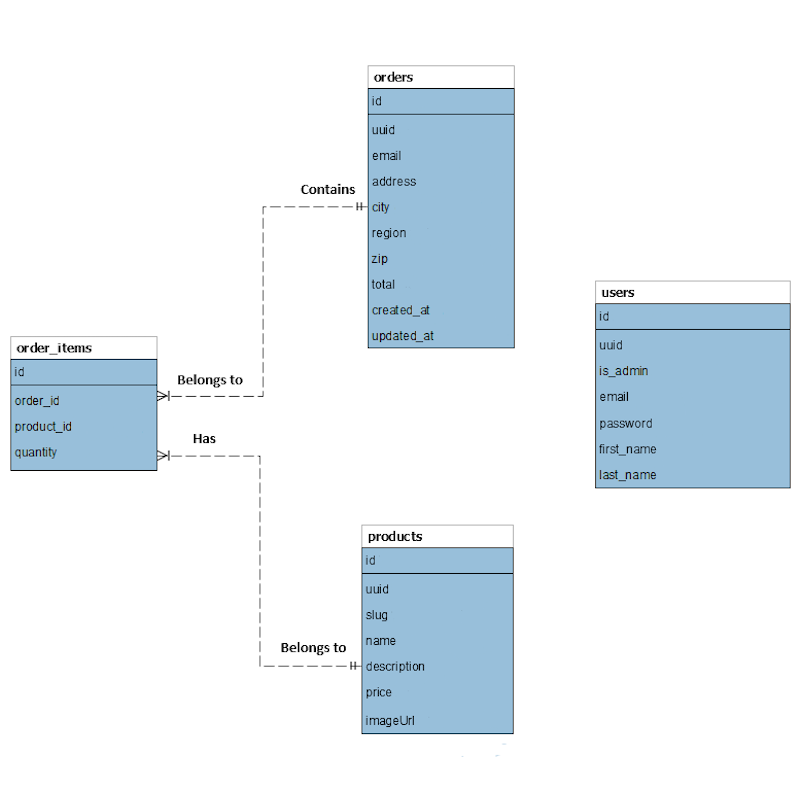 orders
id
uuid
email
address
city
region
zip
total
created_at
updated_at
Contains
users
id
uuid
is_admin
email
password
first_name
last_name
order_items
id
order_id
product_id
quantity
Belongs to
Has
products
id
uuid
slug
name
description
price
imageUrl
Belongs to